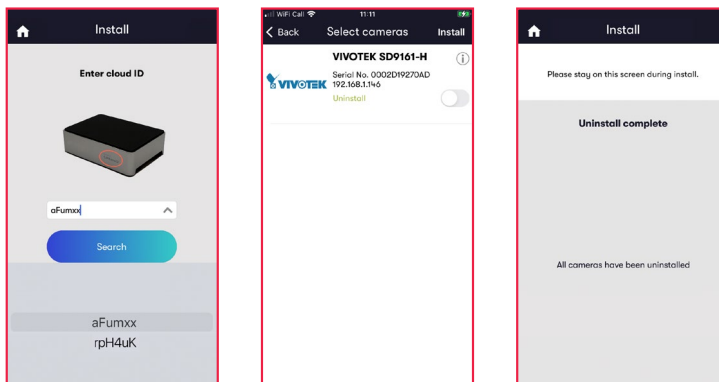 Install
Enter cloud ID
aFumxx
Search
aFumxx
rpH4uK
WiFi Call 11:11
Back Select cameras Install
VIVOTEK SD9161-H
VIVOTEK
Serial No. 0002D19270AD
192.168.1.146
Uninstall
Install
Please stay on this screen during install.
Uninstall complete
All cameras have been uninstalled